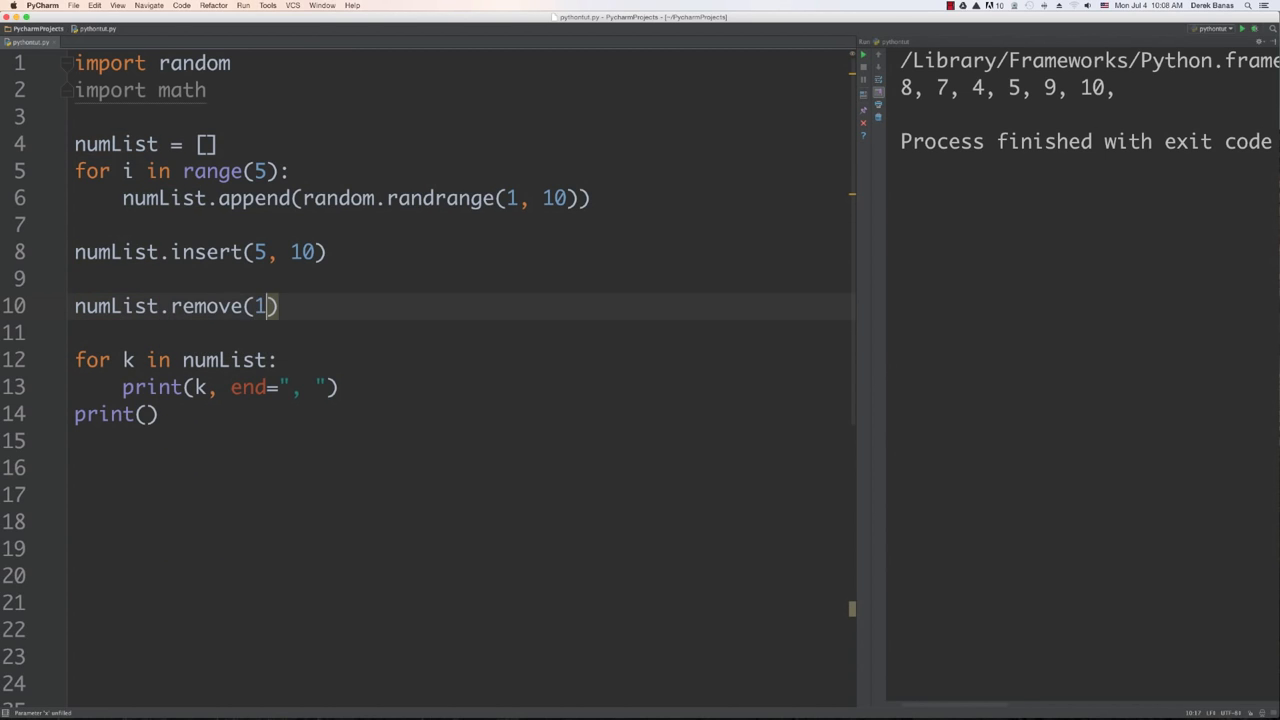 PyCharm File Edit View Navigate Code Refactor Run Tools VCS Window Help
10 Mon Jul 4 10:08 AM Derek Banas
pythontut.py - PycharmProjects - [~/PycharmProjects]
PycharmProjects pythontut.py
pythontut
pythontut.py
Run: pythontut
1 import random
2 import math
3
4 numList = []
5 for i in range(5):
6 numList.append(random.randrange(1, 10))
7
8 numList.insert(5, 10)
9
10 numList.remove(1)
11
12 for k in numList:
13 print(k, end=", ")
14 print()
15
16
17
18
19
20
21
22
23
24
/Library/Frameworks/Python.frame
8, 7, 4, 5, 9, 10,
Process finished with exit code
Parameter 'x' unfilled
10:17 LF‡ UTF-8‡